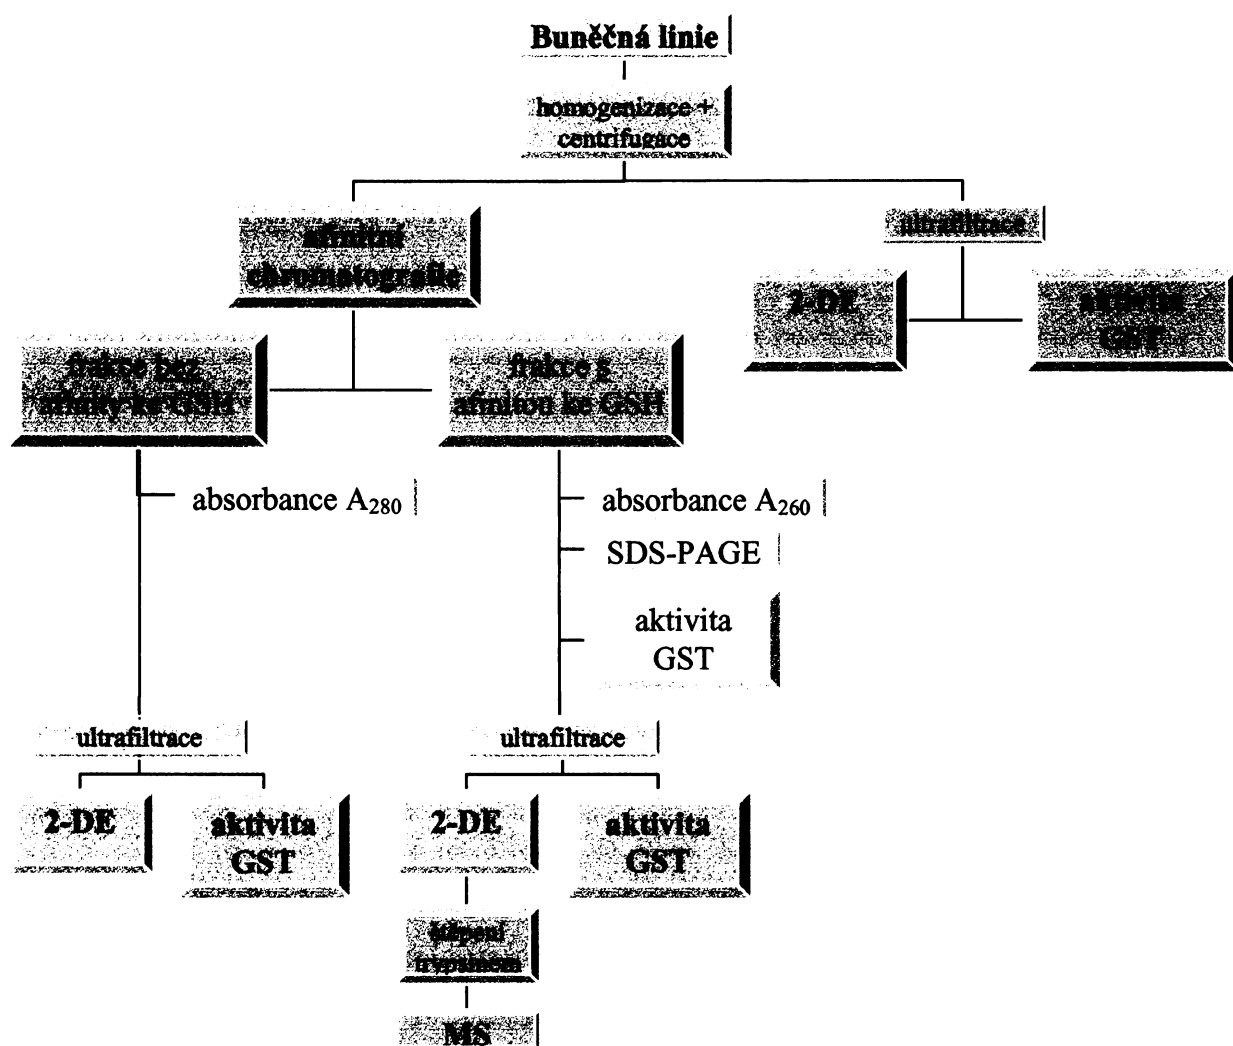 Buněčná linie
homogenizace +
centrifugace
afinitní
chromatografie
ultrafiltrace
2-DE
aktivita
GST
frakce bez
afinity ke GSH
frakce s
afinitou ke GSH
absorbance A₂₈₀
absorbance A₂₆₀
SDS-PAGE
aktivita
GST
ultrafiltrace
ultrafiltrace
2-DE
aktivita
GST
2-DE
aktivita
GST
štěpení
trypsinem
MS